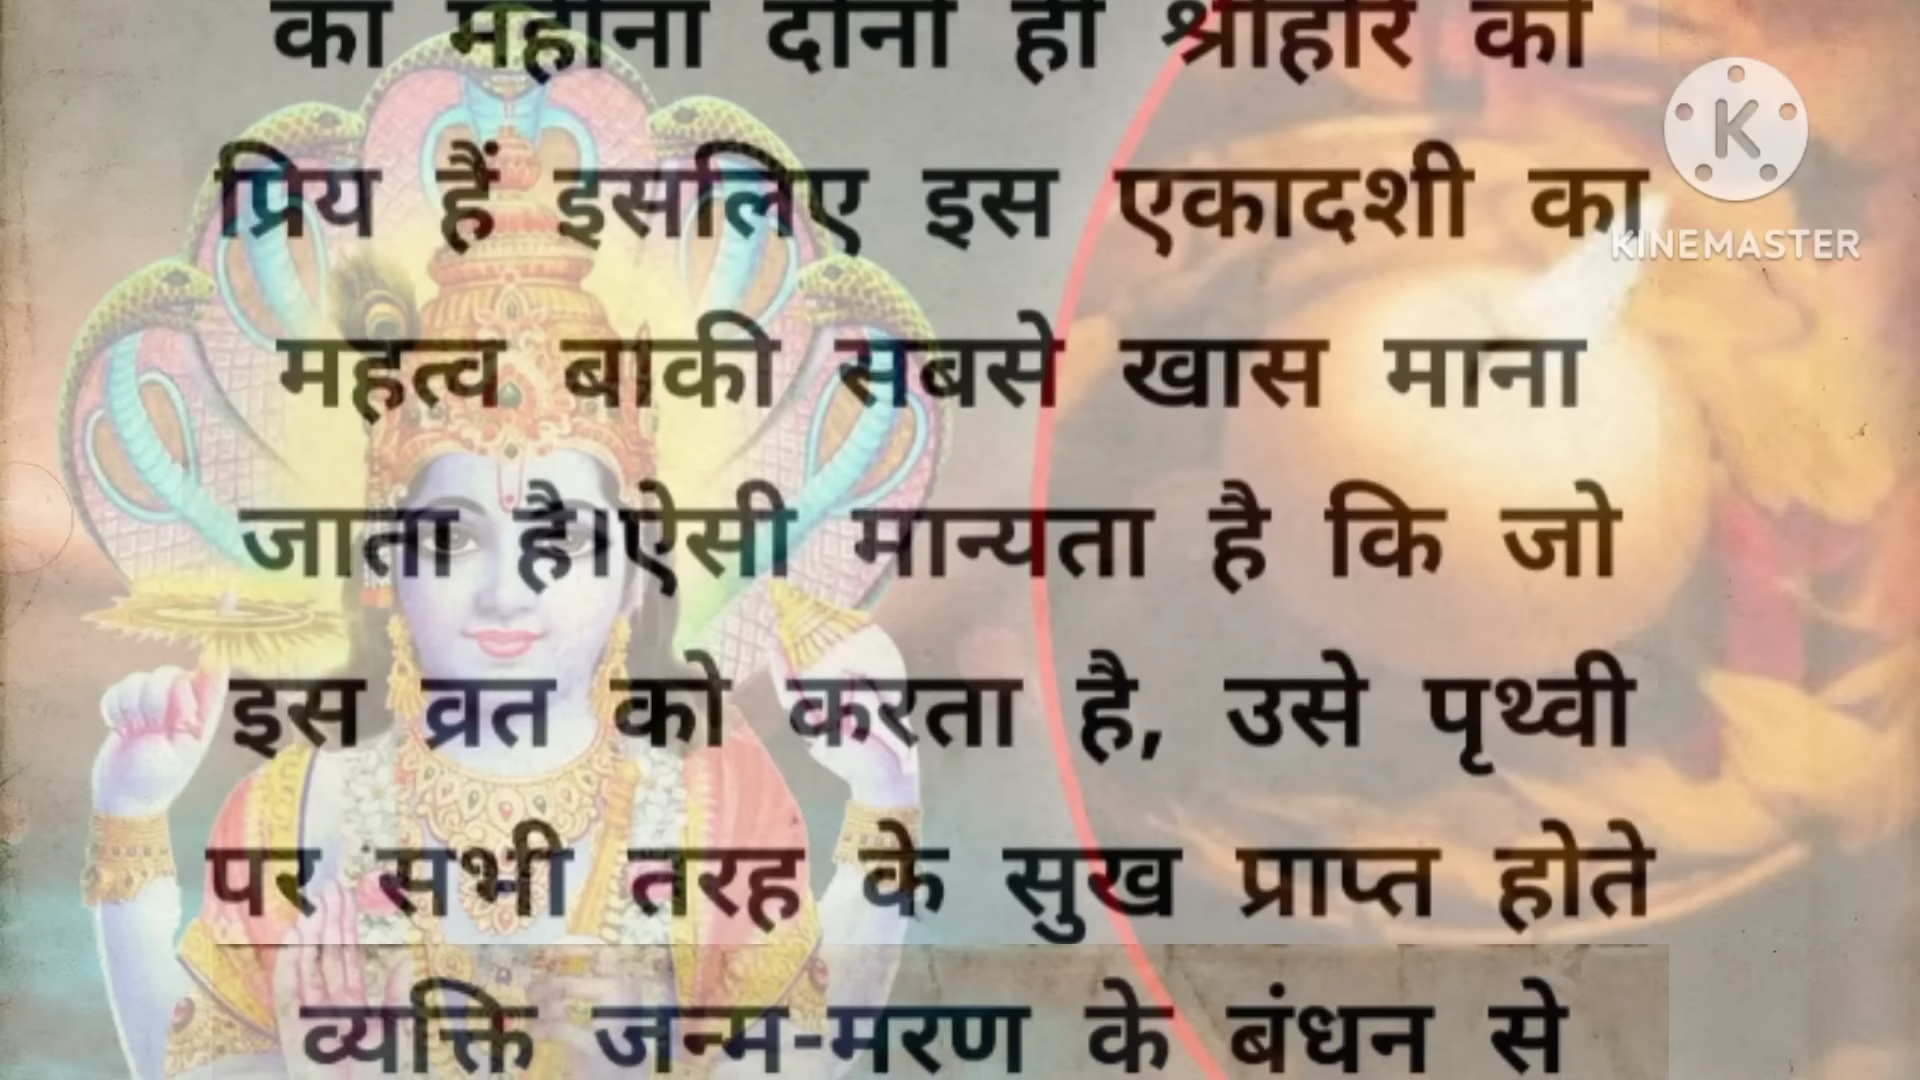 का महीना दोनों ही श्रीहरि को
प्रिय हैं इसलिए इस एकादशी का
महत्व बाकी सबसे खास माना
जाता है।ऐसी मान्यता है कि जो
इस व्रत को करता है, उसे पृथ्वी
पर सभी तरह के सुख प्राप्त होते
व्यक्ति जन्म-मरण के बंधन से
K
KINEMASTER